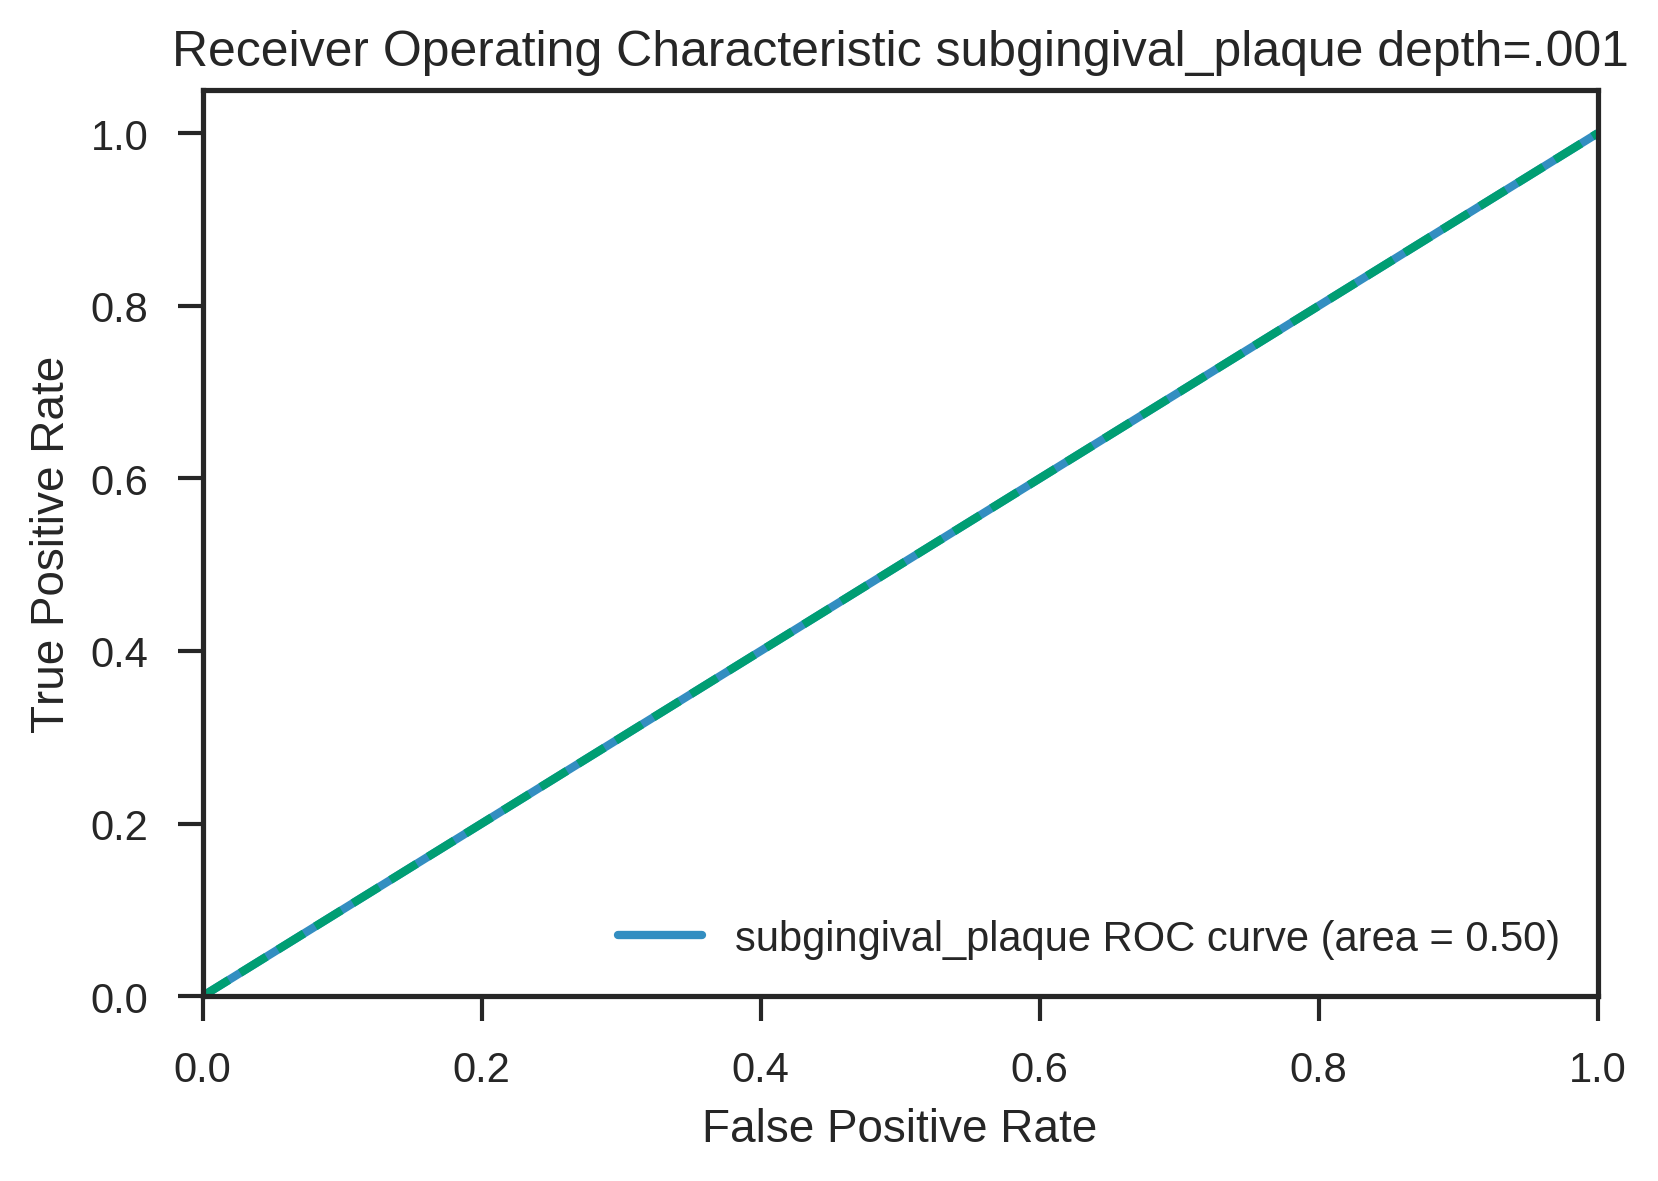 Receiver Operating Characteristic subgingival_plaque depth=.001
True Positive Rate
1.0
0.8
0.6
0.4
0.2
0.0
subgingival_plaque ROC curve (area = 0.50)
0.0 0.2 0.4 0.6 0.8 1.0
False Positive Rate